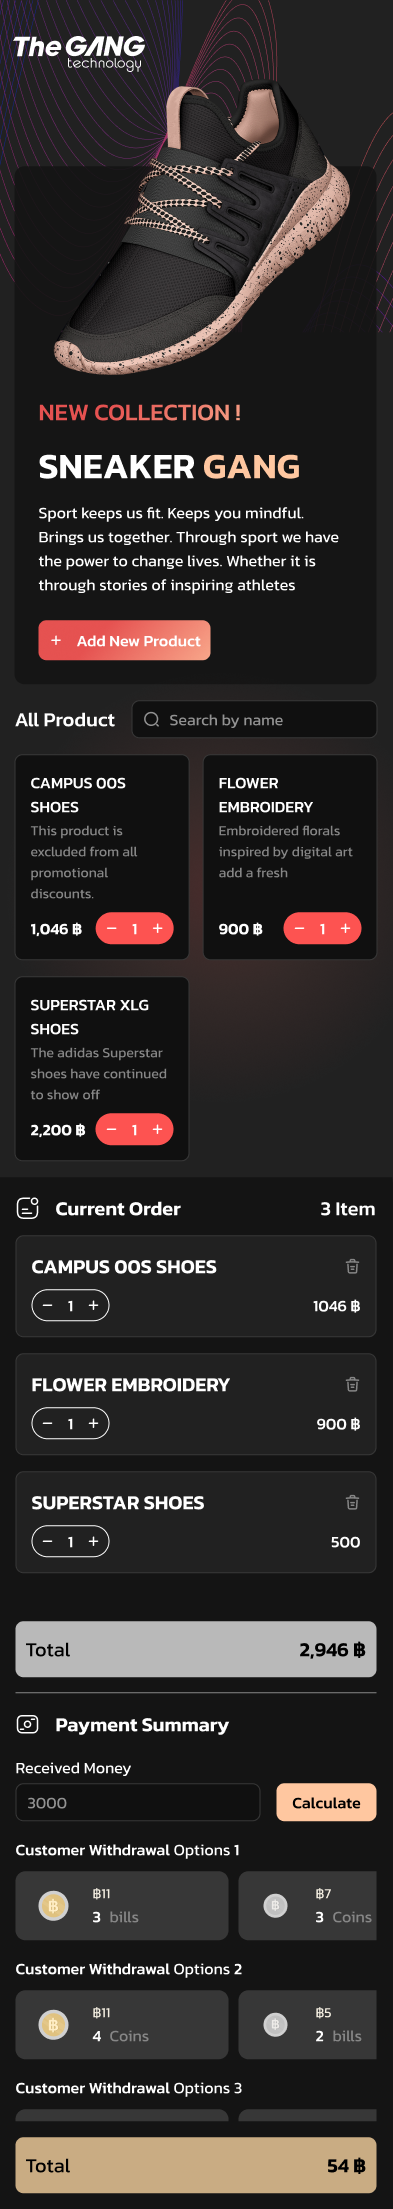 The GANG
technology
NEW COLLECTION !
SNEAKER GANG
Sport keeps us fit. Keeps you mindful.
Brings us together. Through sport we have
the power to change lives. Whether it is
through stories of inspiring athletes
+ Add New Product
All Product
Search by name
CAMPUS 00S
SHOES
This product is
excluded from all
promotional
discounts.
1,046 ฿ − 1 +
FLOWER
EMBROIDERY
Embroidered florals
inspired by digital art
add a fresh
900 ฿ − 1 +
SUPERSTAR XLG
SHOES
The adidas Superstar
shoes have continued
to show off
2,200 ฿ − 1 +
Current Order 3 Item
CAMPUS 00S SHOES
− 1 + 1046 ฿
FLOWER EMBROIDERY
− 1 + 900 ฿
SUPERSTAR SHOES
− 1 + 500
Total 2,946 ฿
Payment Summary
Received Money
3000 Calculate
Customer Withdrawal Options 1
฿
฿11
3 bills
฿
฿7
3 Coins
Customer Withdrawal Options 2
฿
฿11
4 Coins
฿
฿5
2 bills
Customer Withdrawal Options 3
Total 54 ฿